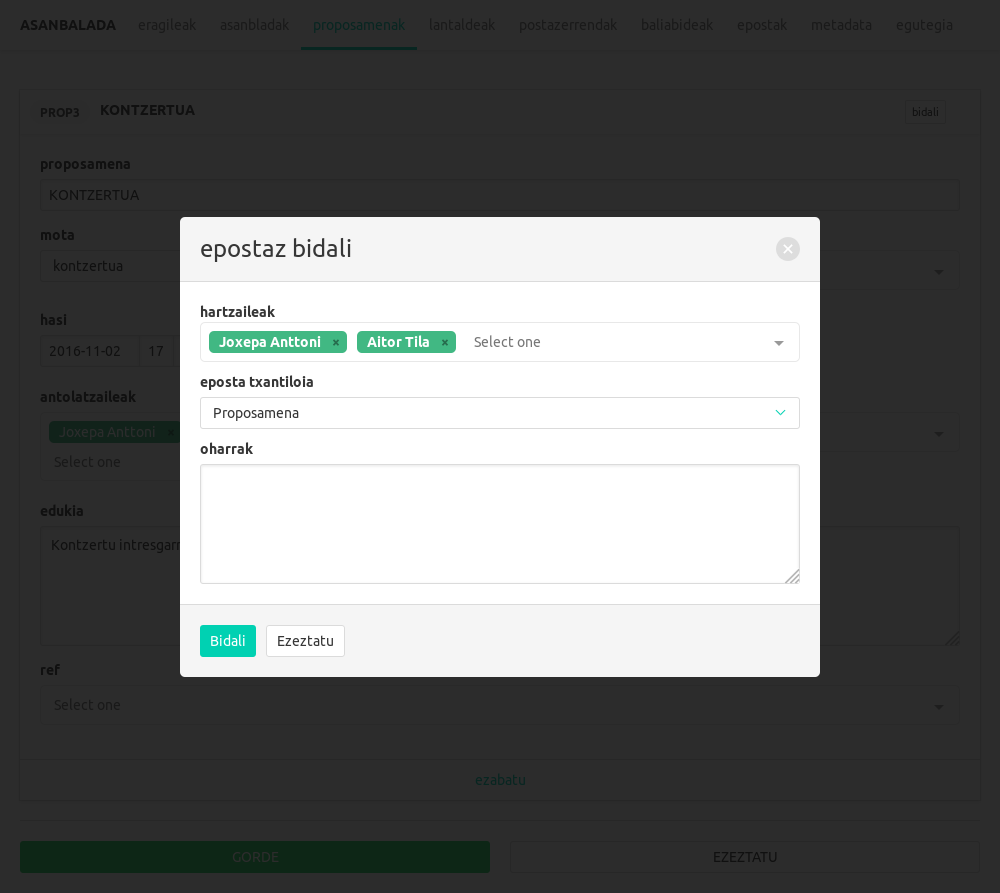 ASANBALADA eragileak asanbladak proposamenak lantaldeak postazerrendak baliabideak epostak metadata egutegia
PROP3 KONTZERTUA bidali
proposamena
KONTZERTUA
mota
kontzertua
hasi
2016-11-02 17
antolatzaileak
Joxepa Anttoni
Select one
edukia
Kontzertu
ref
Select one
ezabatu
GORDE EZEZTATU
epostaz bidali
hartzaileak
Joxepa Anttoni × Aitor Tila × Select one
eposta txantiloia
Proposamena
oharrak
Bidali Ezeztatu